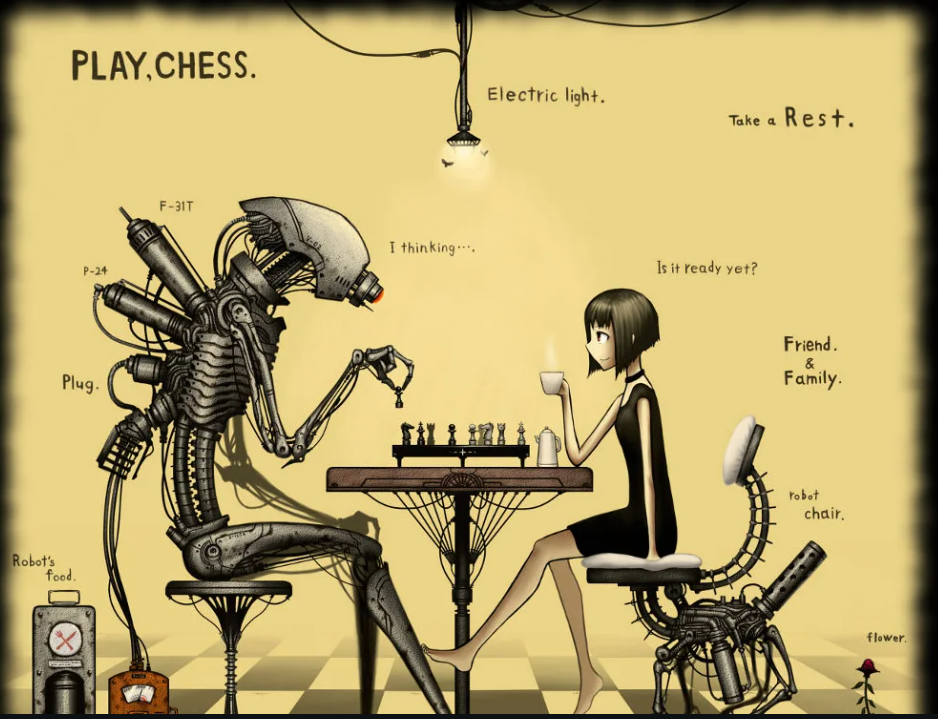 PLAY, CHESS.
Electric light.
Take a Rest.
F-31T
I thinking....
Is it ready yet?
P-24
Friend.
&
Family.
Plug.
robot
chair.
Robot's
food.
flower.